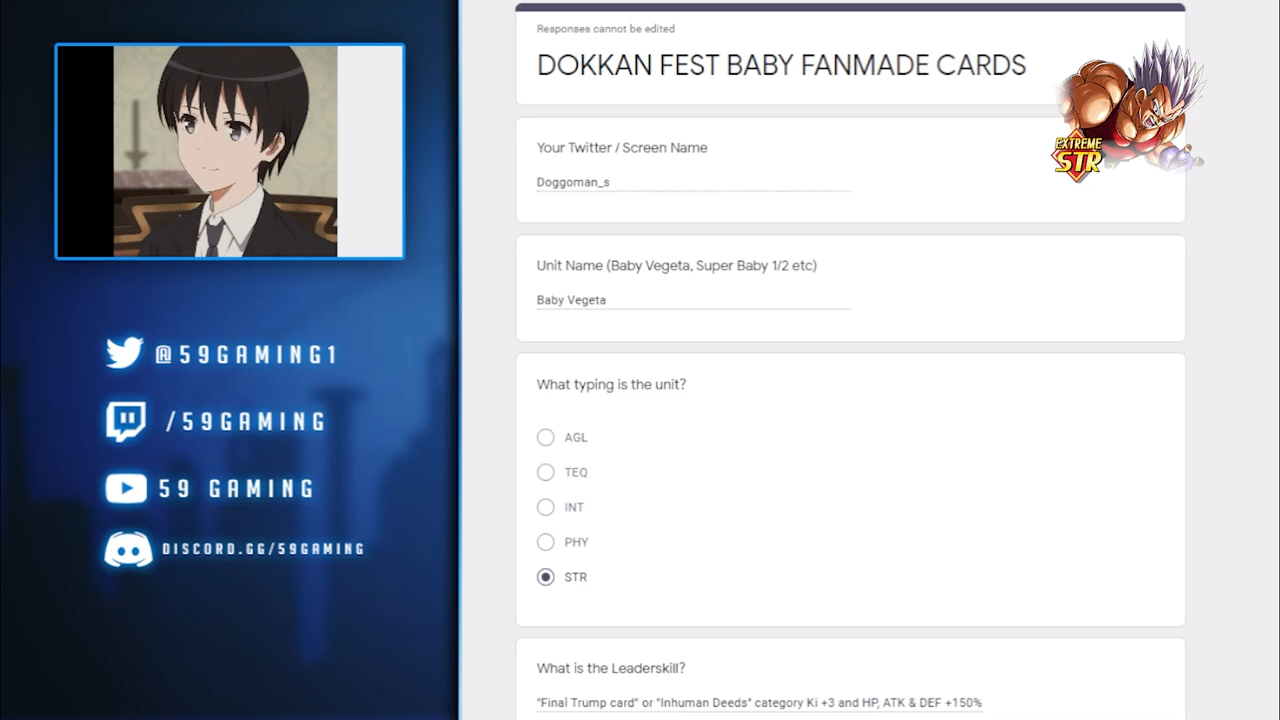 @59GAMING1
/59GAMING
59 GAMING
DISCORD.GG/59GAMING
Responses cannot be edited
DOKKAN FEST BABY FANMADE CARDS
EXTREME
STR
Your Twitter / Screen Name
Doggoman_s
Unit Name (Baby Vegeta, Super Baby 1/2 etc)
Baby Vegeta
What typing is the unit?
AGL
TEQ
INT
PHY
STR
What is the Leaderskill?
"Final Trump card" or "Inhuman Deeds" category Ki +3 and HP, ATK & DEF +150%